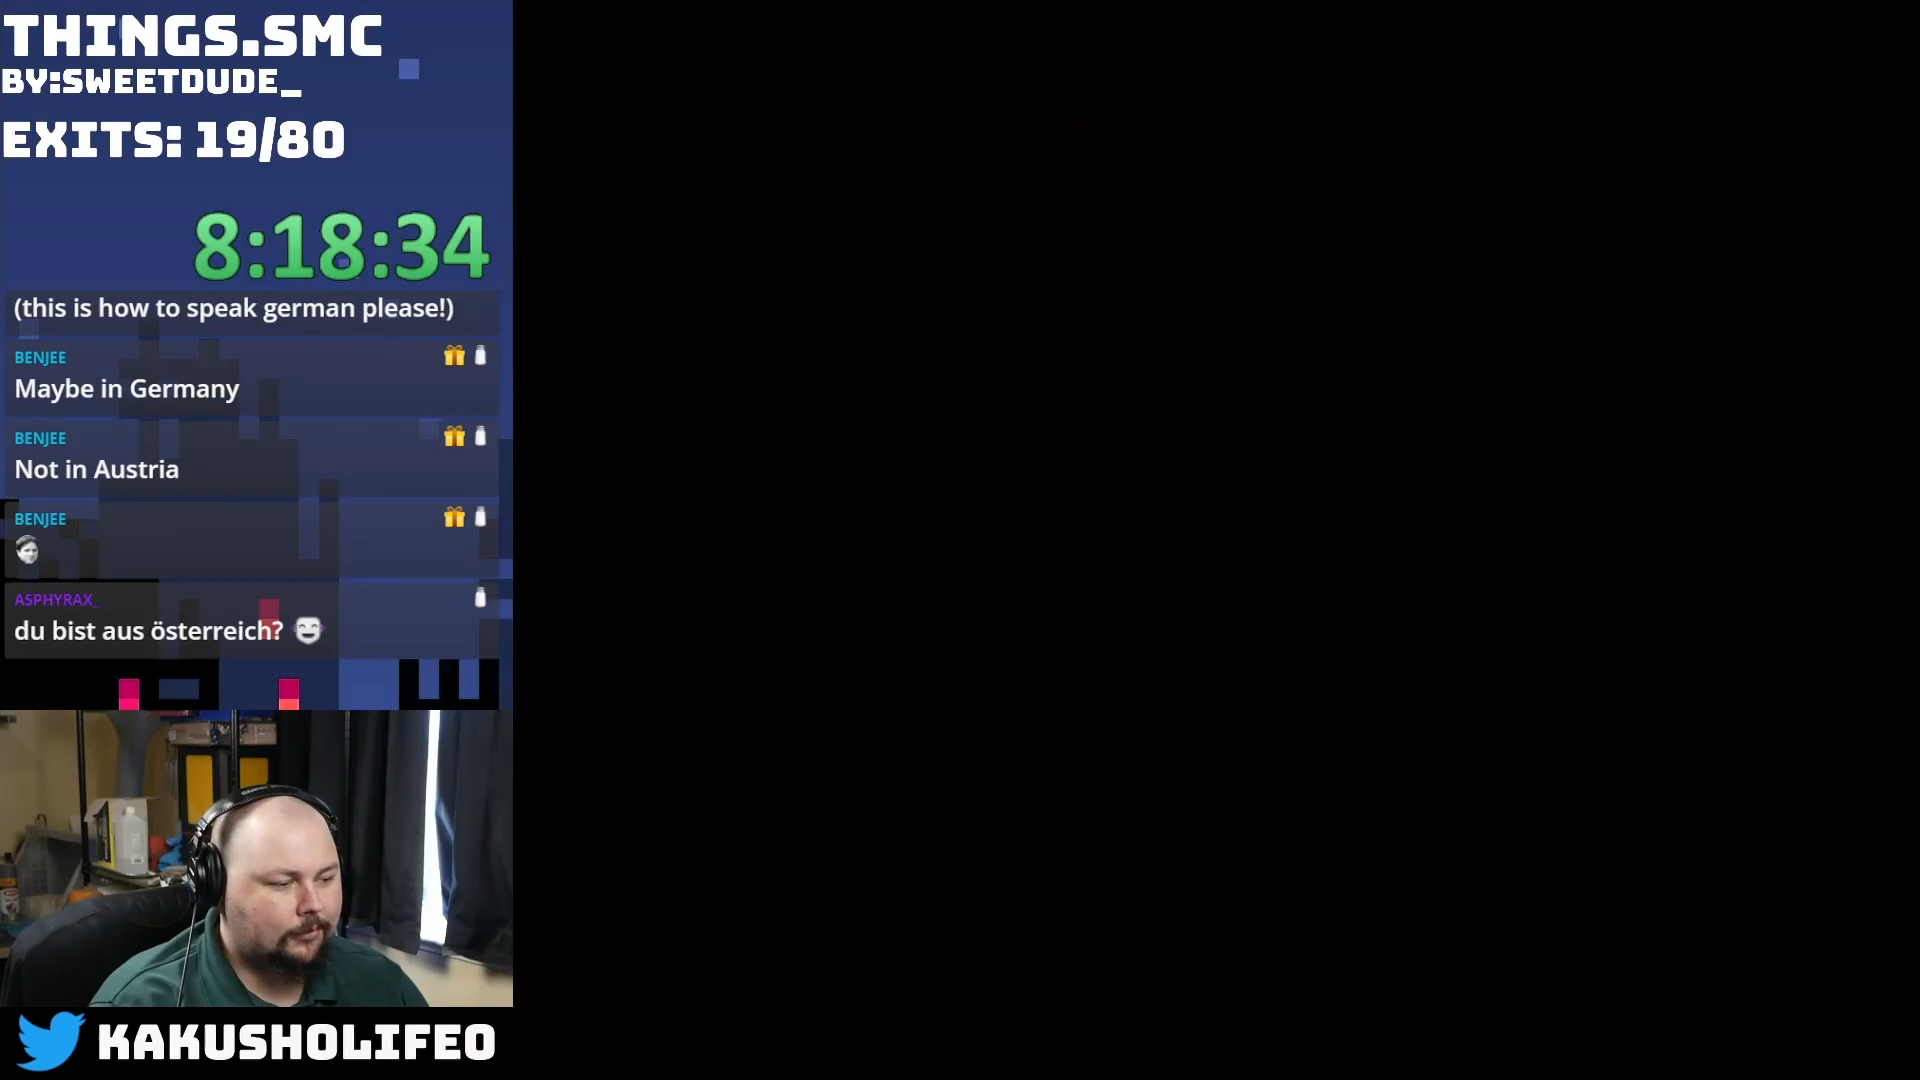 THINGS.SMC
BY:SWEETDUDE_
EXITS: 19/80
8:18:34
(this is how to speak german please!)
BENJEE
Maybe in Germany
BENJEE
Not in Austria
BENJEE
ASPHYRAX_
du bist aus österreich?
KAKUSHOLIFEO